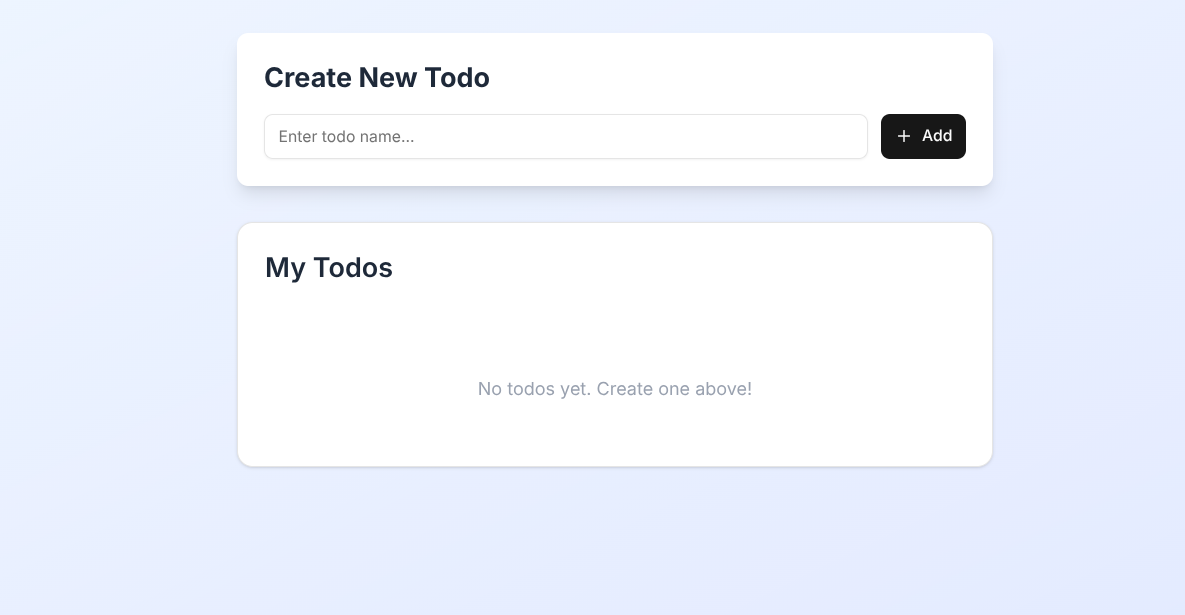 Create New Todo
Enter todo name...
Add
My Todos
No todos yet. Create one above!